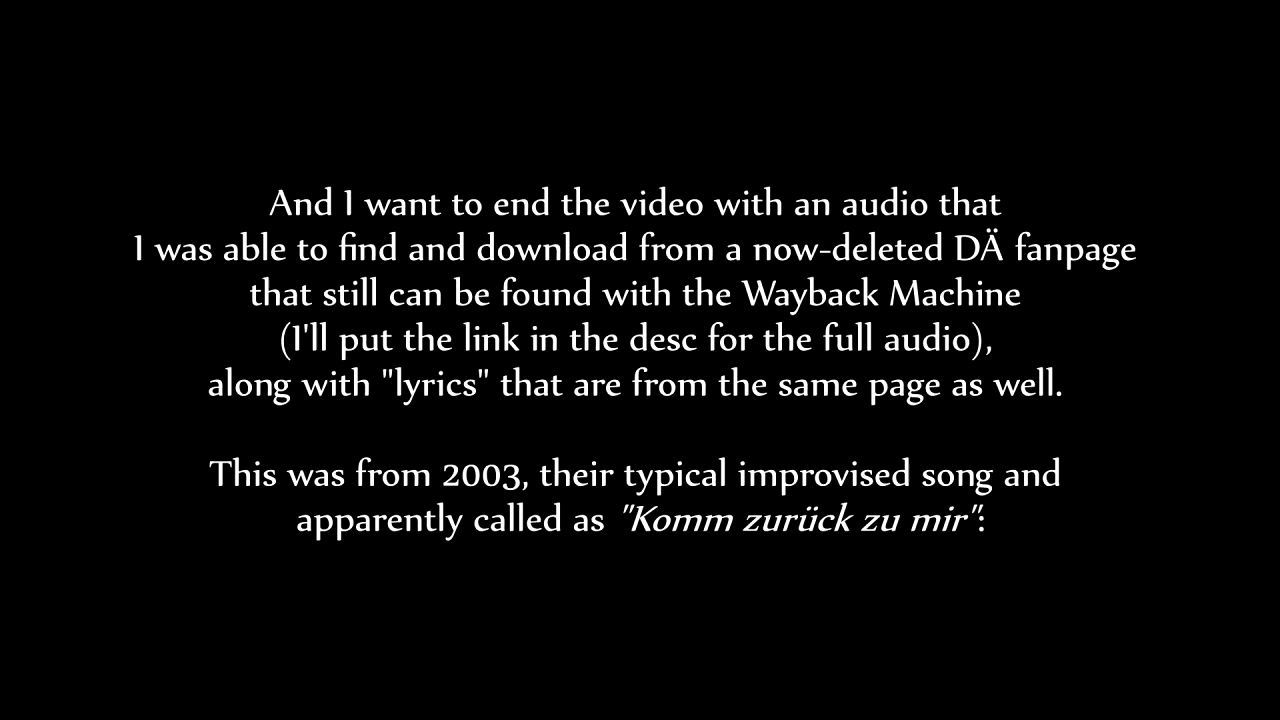 And I want to end the video with an audio that
I was able to find and download from a now-deleted DÄ fanpage
that still can be found with the Wayback Machine
(I'll put the link in the desc for the full audio),
along with "lyrics" that are from the same page as well.
This was from 2003, their typical improvised song and
apparently called as "Komm zurück zu mir":